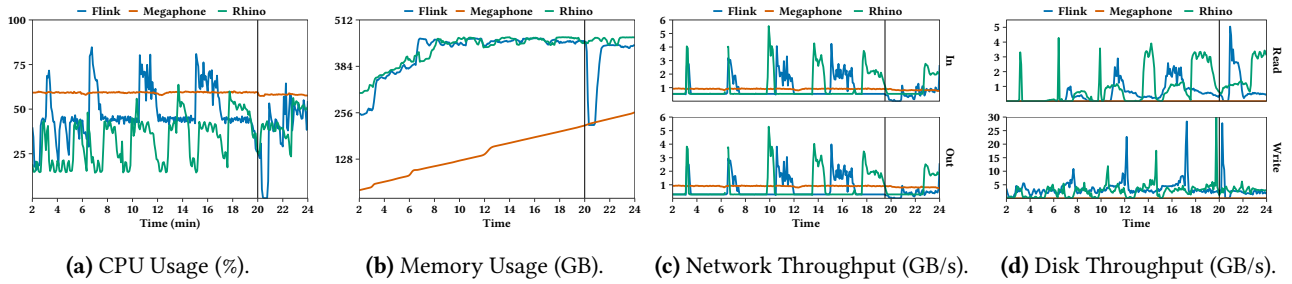 Flink Megaphone Rhino
100
75
50
25
2 4 6 8 10 12 14 16 18 20 22 24
Time (min)
(a) CPU Usage (%).
Flink Megaphone Rhino
512
384
256
128
2 4 6 8 10 12 14 16 18 20 22 24
Time
(b) Memory Usage (GB).
Flink Megaphone Rhino
6
5
4
3
2
1
In
6
5
4
3
2
1
Out
2 4 6 8 10 12 14 16 18 20 22 24
Time
(c) Network Throughput (GB/s).
Flink Megaphone Rhino
5
4
3
2
1
Read
30
25
20
15
10
5
Write
2 4 6 8 10 12 14 16 18 20 22 24
Time
(d) Disk Throughput (GB/s).